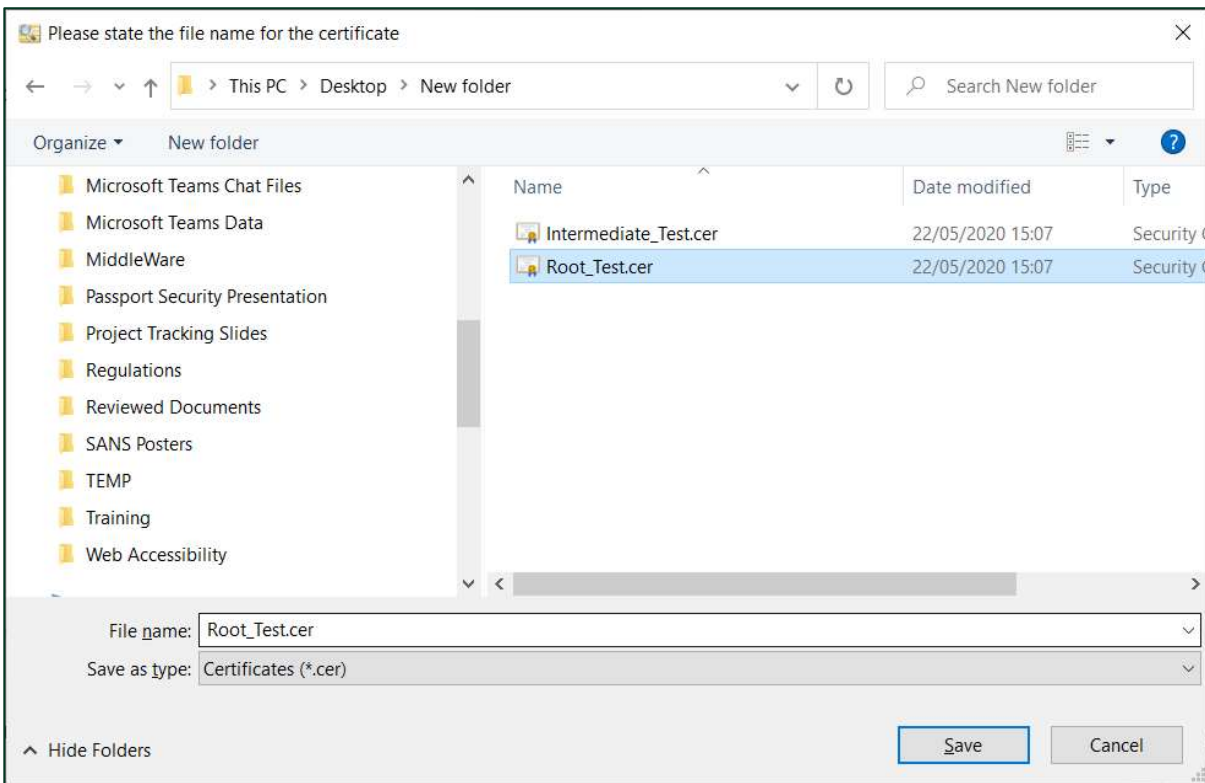 Please state the file name for the certificate
This PC > Desktop > New folder
Search New folder
Organize
New folder
?
Microsoft Teams Chat Files
Microsoft Teams Data
MiddleWare
Passport Security Presentation
Project Tracking Slides
Regulations
Reviewed Documents
SANS Posters
TEMP
Training
Web Accessibility
Name Date modified Type
Intermediate_Test.cer 22/05/2020 15:07 Security
Root_Test.cer 22/05/2020 15:07 Security
File name: Root_Test.cer
Save as type: Certificates (*.cer)
Hide Folders
Save
Cancel